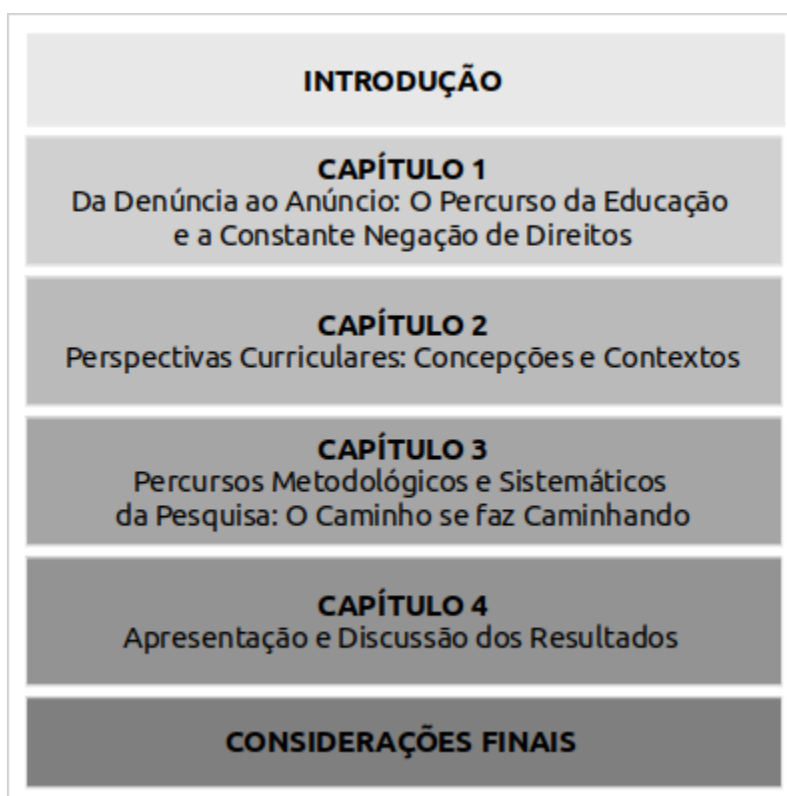 INTRODUÇÃO
CAPÍTULO 1
Da Denúncia ao Anúncio: O Percurso da Educação
e a Constante Negação de Direitos
CAPÍTULO 2
Perspectivas Curriculares: Concepções e Contextos
CAPÍTULO 3
Percursos Metodológicos e Sistemáticos
da Pesquisa: O Caminho se faz Caminhando
CAPÍTULO 4
Apresentação e Discussão dos Resultados
CONSIDERAÇÕES FINAIS